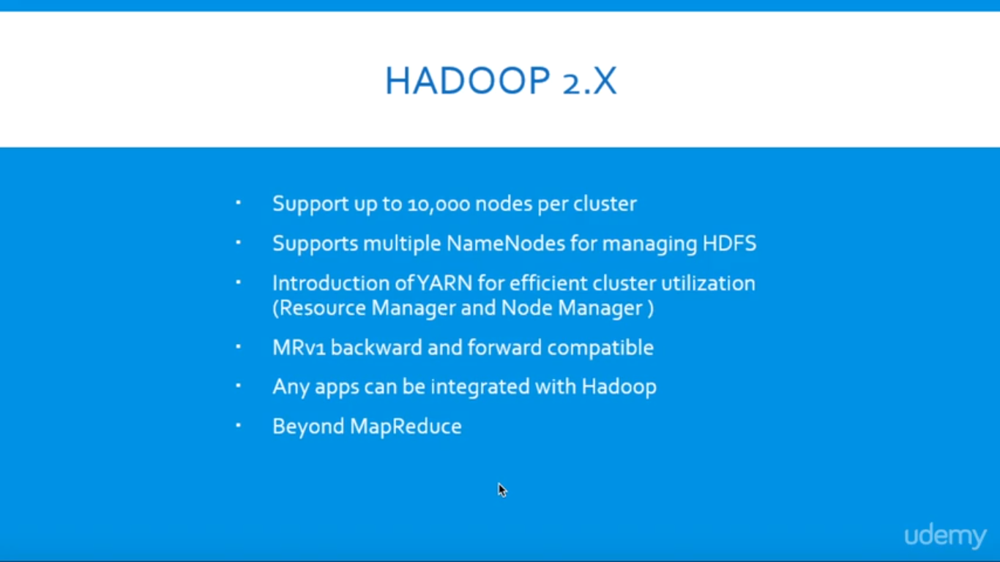 HADOOP 2.X
· Support up to 10,000 nodes per cluster
· Supports multiple NameNodes for managing HDFS
· Introduction of YARN for efficient cluster utilization
(Resource Manager and Node Manager )
· MRv1 backward and forward compatible
· Any apps can be integrated with Hadoop
· Beyond MapReduce
udemy